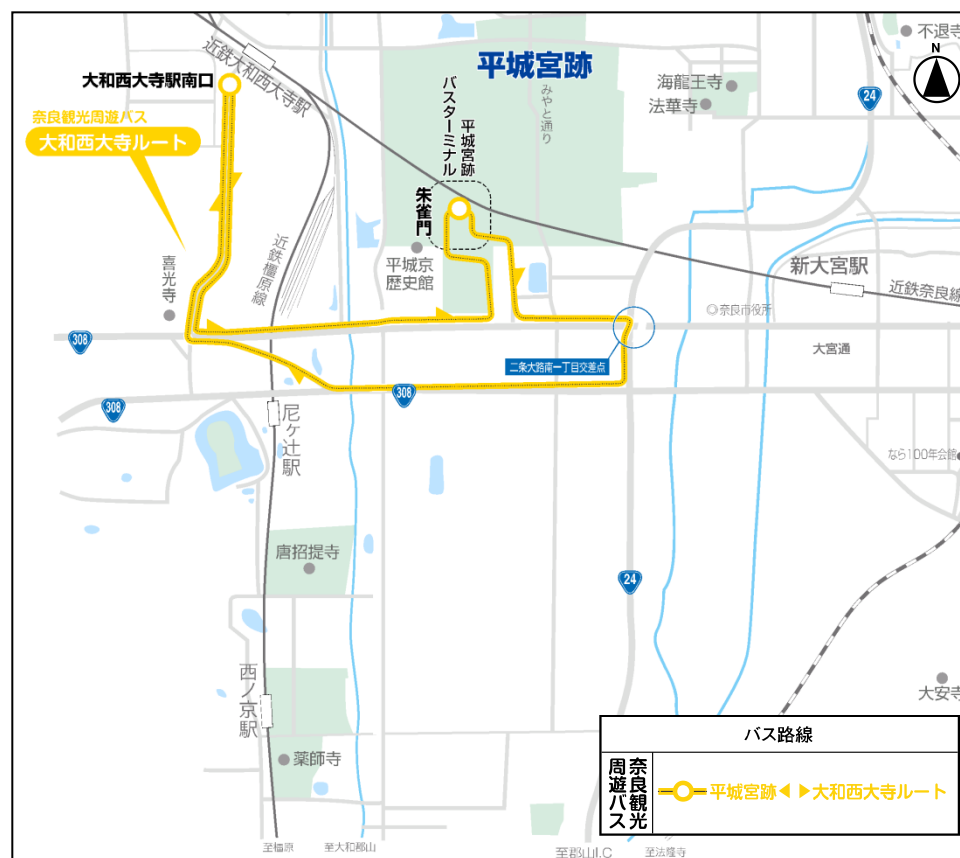 不退寺
N
平城宮跡
近鉄大和西大寺駅
大和西大寺駅南口
海龍王寺
法華寺
24
みやと通り
奈良観光周遊バス
大和西大寺ルート
平城宮跡
バスターミナル
朱雀門
平城京
歴史館
近鉄橿原線
喜光寺
新大宮駅
近鉄奈良線
◎奈良市役所
308
大宮通
二条大路南一丁目交差点
308
308
尼ヶ辻駅
なら100年会館
唐招提寺
24
西ノ京駅
大安寺
薬師寺
バス路線
奈良観光
周遊バス
平城宮跡◀ ▶大和西大寺ルート
至橿原
至大和郡山
至郡山I.C
至法隆寺